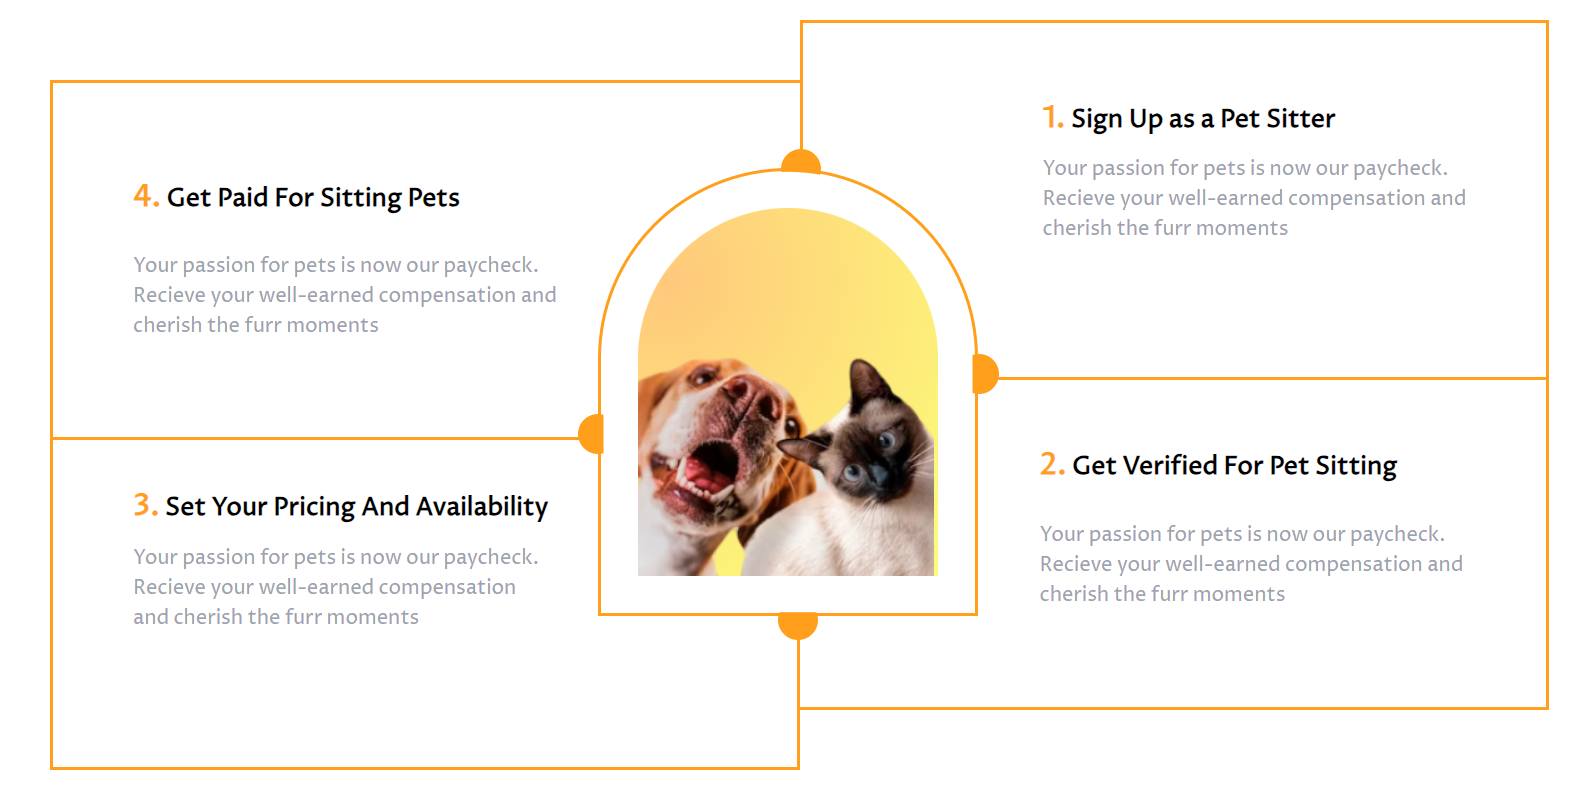 1. Sign Up as a Pet Sitter
Your passion for pets is now our paycheck.
Recieve your well-earned compensation and
cherish the furr moments
2. Get Verified For Pet Sitting
Your passion for pets is now our paycheck.
Recieve your well-earned compensation and
cherish the furr moments
3. Set Your Pricing And Availability
Your passion for pets is now our paycheck.
Recieve your well-earned compensation
and cherish the furr moments
4. Get Paid For Sitting Pets
Your passion for pets is now our paycheck.
Recieve your well-earned compensation and
cherish the furr moments